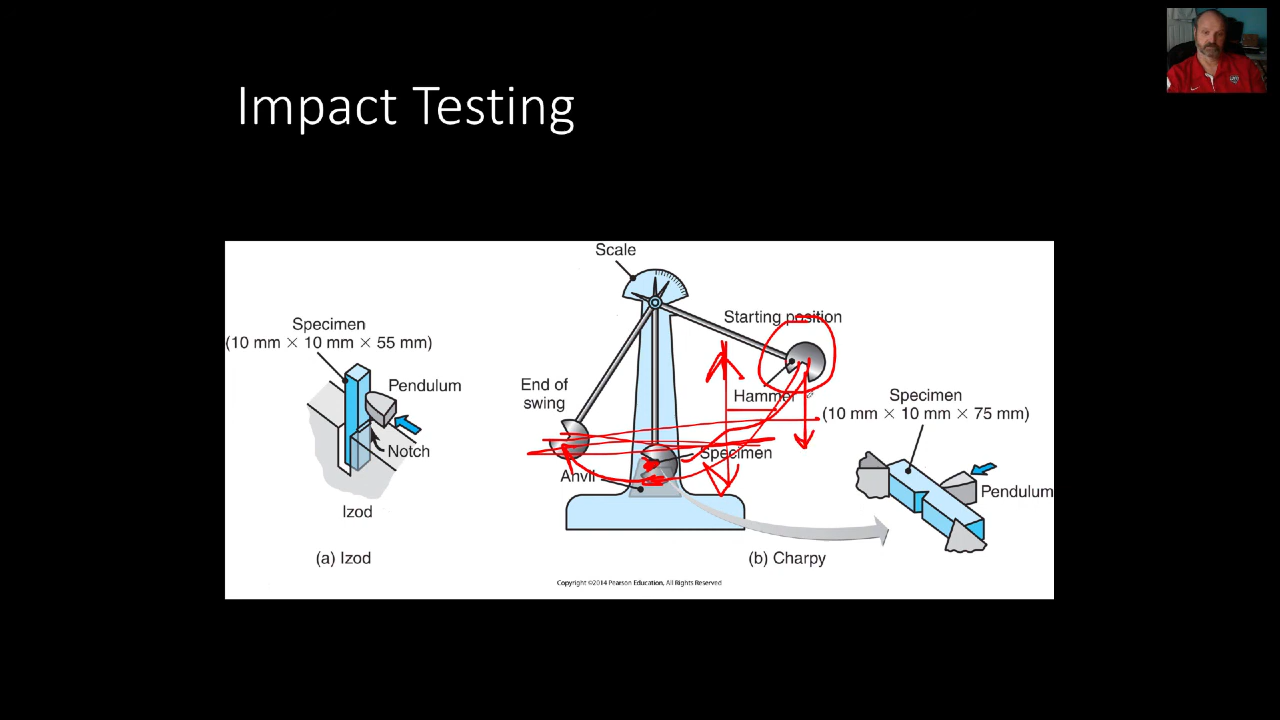 Impact Testing
Scale
Specimen
(10 mm × 10 mm × 55 mm)
Pendulum
Notch
Izod
(a) Izod
Starting position
End of
swing
Hammer
Specimen
Anvil
(b) Charpy
Specimen
(10 mm × 10 mm × 75 mm)
Pendulum
Copyright ©2014 Pearson Education, All Rights Reserved